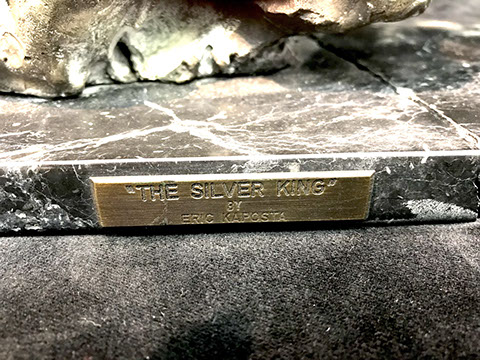 "THE SILVER KING"
BY
ERIC KAPOSTA